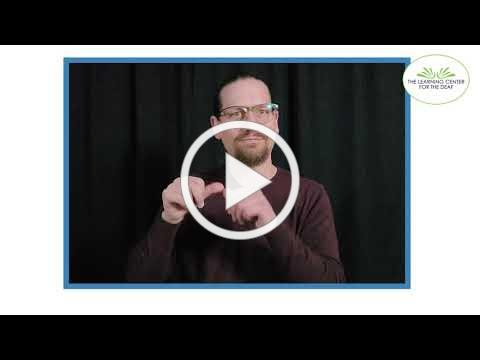 THE LEARNING CENTER
FOR THE DEAF